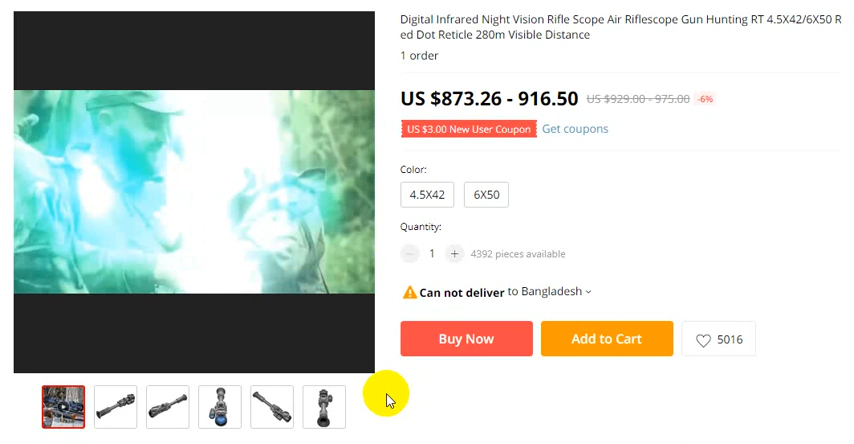 Digital Infrared Night Vision Rifle Scope Air Riflescope Gun Hunting RT 4.5X42/6X50 R
ed Dot Reticle 280m Visible Distance
1 order
US $873.26 - 916.50 US $929.00 - 975.00 -6%
US $3.00 New User Coupon Get coupons
Color:
4.5X42 6X50
Quantity:
1 + 4392 pieces available
Can not deliver to Bangladesh
Buy Now Add to Cart 5016